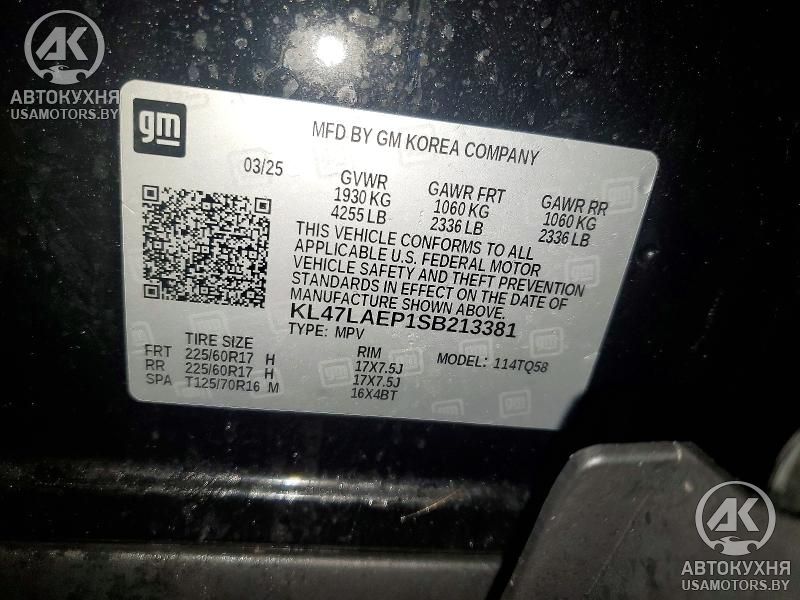 АК
АВТОКУХНЯ
USAMOTORS.BY
gm
MFD BY GM KOREA COMPANY
03/25
GVWR
1930 KG
4255 LB
GAWR FRT
1060 KG
2336 LB
GAWR RR
1060 KG
2336 LB
THIS VEHICLE CONFORMS TO ALL
APPLICABLE U.S. FEDERAL MOTOR
VEHICLE SAFETY AND THEFT PREVENTION
STANDARDS IN EFFECT ON THE DATE OF
MANUFACTURE SHOWN ABOVE.
KL47LAEP1SB213381
TYPE: MPV
MODEL: 114TQ58
TIRE SIZE
RIM
FRT 225/60R17 H 17X7.5J
RR 225/60R17 H 17X7.5J
SPA T125/70R16 M 16X4BT
АК
АВТОКУХНЯ
USAMOTORS.BY